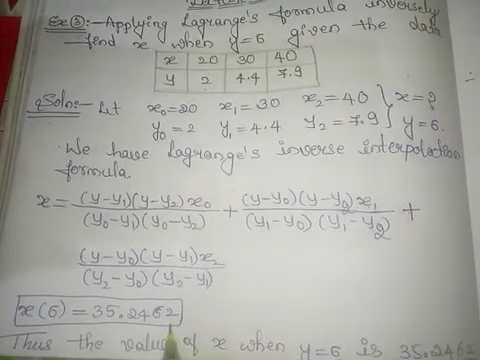 Ex(3):- Applying Lagrange's formula inversely
find x when y=6 given the data
x 20 30 40
y 2 4.4 7.9
Soln:- Let x₀=20 x₁=30 x₂=40 } x=?
y₀=2 y₁=4.4 y₂=7.9 } y=6.
We have Lagrange's inverse interpolation
formula
x = (y-y₁)(y-y₂)x₀ / (y₀-y₁)(y₀-y₂) + (y-y₀)(y-y₂)x₁ / (y₁-y₀)(y₁-y₂) +
(y-y₀)(y-y₁)x₂ / (y₂-y₀)(y₂-y₁)
x(6) = 35.2462
Thus the value of x when y=6 is 35.2462